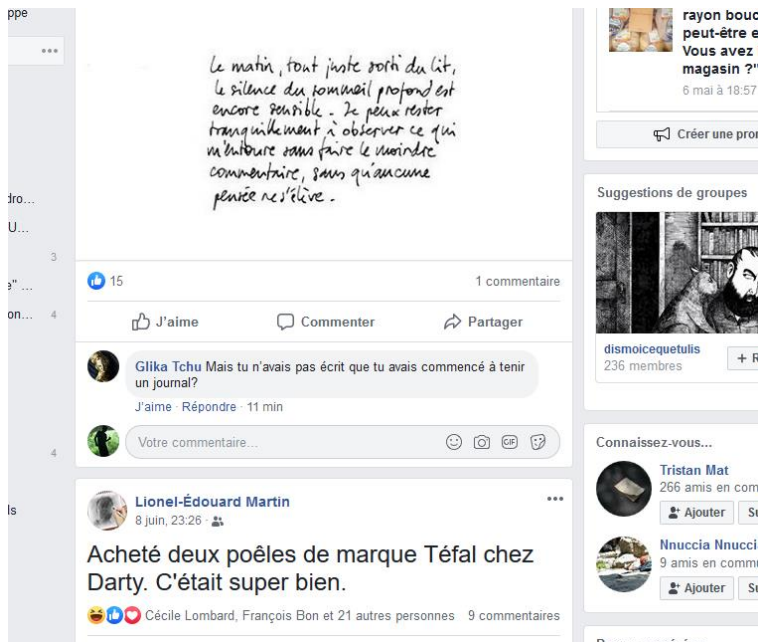 ppe
dro...
U...
3
e" ...
on...
4
4
ls
Le matin, tout juste sorti du lit,
le silence du sommeil profond est
encore sensible. Je peux rester
tranquillement à observer ce qui
m'entoure sans faire le moindre
commentaire, sans qu'aucune
pensée ne s'élève.
15
1 commentaire
J'aime
Commenter
Partager
Glika Tchu Mais tu n'avais pas écrit que tu avais commencé à tenir
un journal?
J'aime · Répondre · 11 min
Votre commentaire...
GIF
Lionel-Édouard Martin
8 juin, 23:26 ·
Acheté deux poêles de marque Téfal chez
Darty. C'était super bien.
Cécile Lombard, François Bon et 21 autres personnes
9 commentaires
rayon bouc
peut-être e
Vous avez
magasin ?"
6 mai à 18:57
Créer une pron
Suggestions de groupes
dismoicequetulis
236 membres
+ R
Connaissez-vous...
Tristan Mat
266 amis en com
Ajouter
Su
Nnuccia Nnucci
9 amis en commu
Ajouter
Su